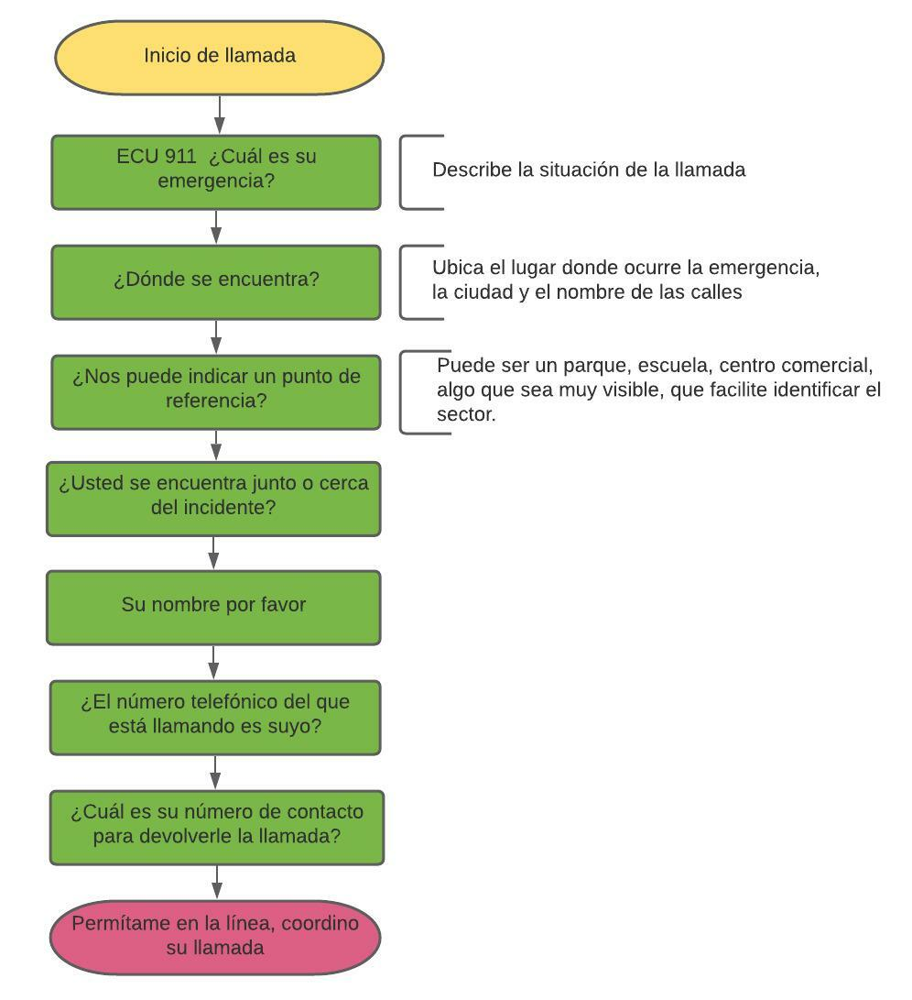 Inicio de llamada
ECU 911  ¿Cuál es su
emergencia?
Describe la situación de la llamada
¿Dónde se encuentra?
Ubica el lugar donde ocurre la emergencia,
la ciudad y el nombre de las calles
¿Nos puede indicar un punto de
referencia?
Puede ser un parque, escuela, centro comercial,
algo que sea muy visible, que facilite identificar el
sector.
¿Usted se encuentra junto o cerca
del incidente?
Su nombre por favor
¿El número telefónico del que
está llamando es suyo?
¿Cuál es su número de contacto
para devolverle la llamada?
Permítame en la línea, coordino
su llamada